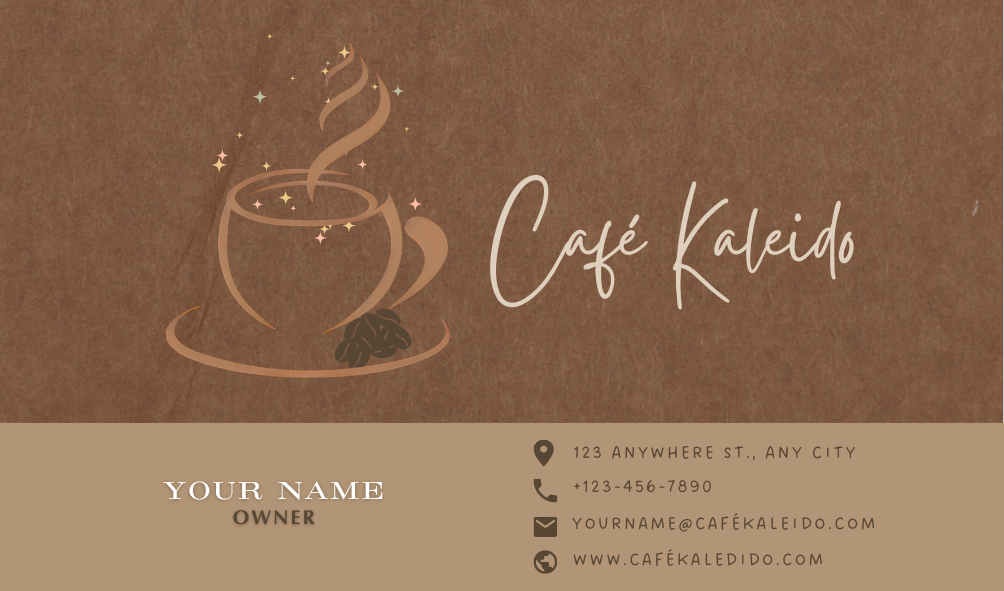 Café Kaleido
YOUR NAME
OWNER
123 ANYWHERE ST., ANY CITY
+123-456-7890
YOURNAME@CAFÉKALEIDO.COM
WWW.CAFÉKALEDIDO.COM